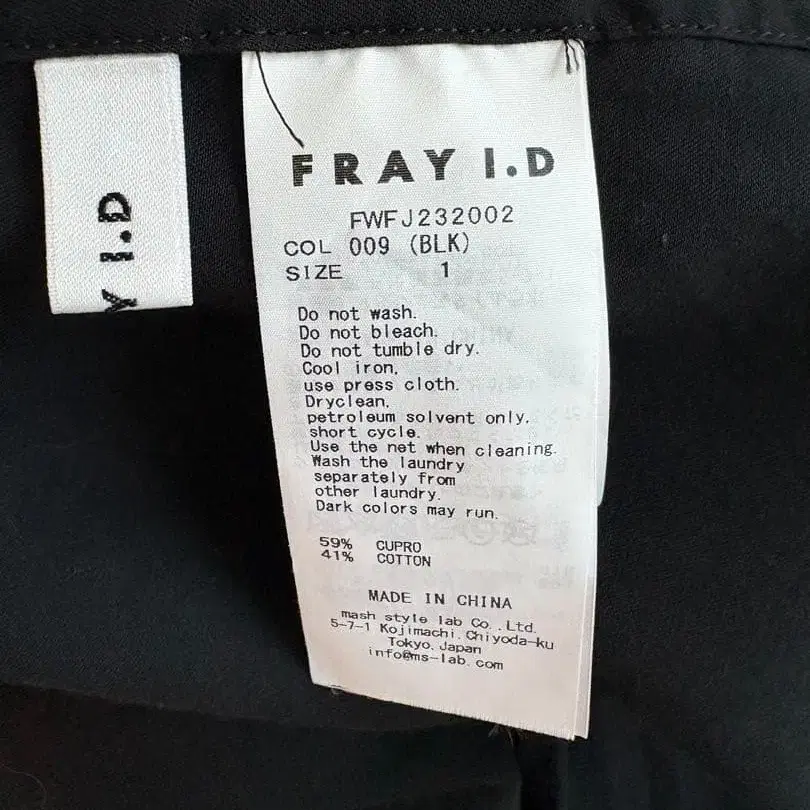 Y I.D
FRAY I.D
FWFJ232002
COL 009 (BLK)
SIZE 1
Do not wash.
Do not bleach.
Do not tumble dry.
Cool iron,
use press cloth.
Dryclean,
petroleum solvent only,
short cycle.
Use the net when cleaning.
Wash the laundry
separately from
other laundry.
Dark colors may run.
59% CUPRO
41% COTTON
MADE IN CHINA
mash style lab Co.,Ltd.
5-7-1 Kojimachi,Chiyoda-ku
Tokyo,Japan
info@ms-lab.com